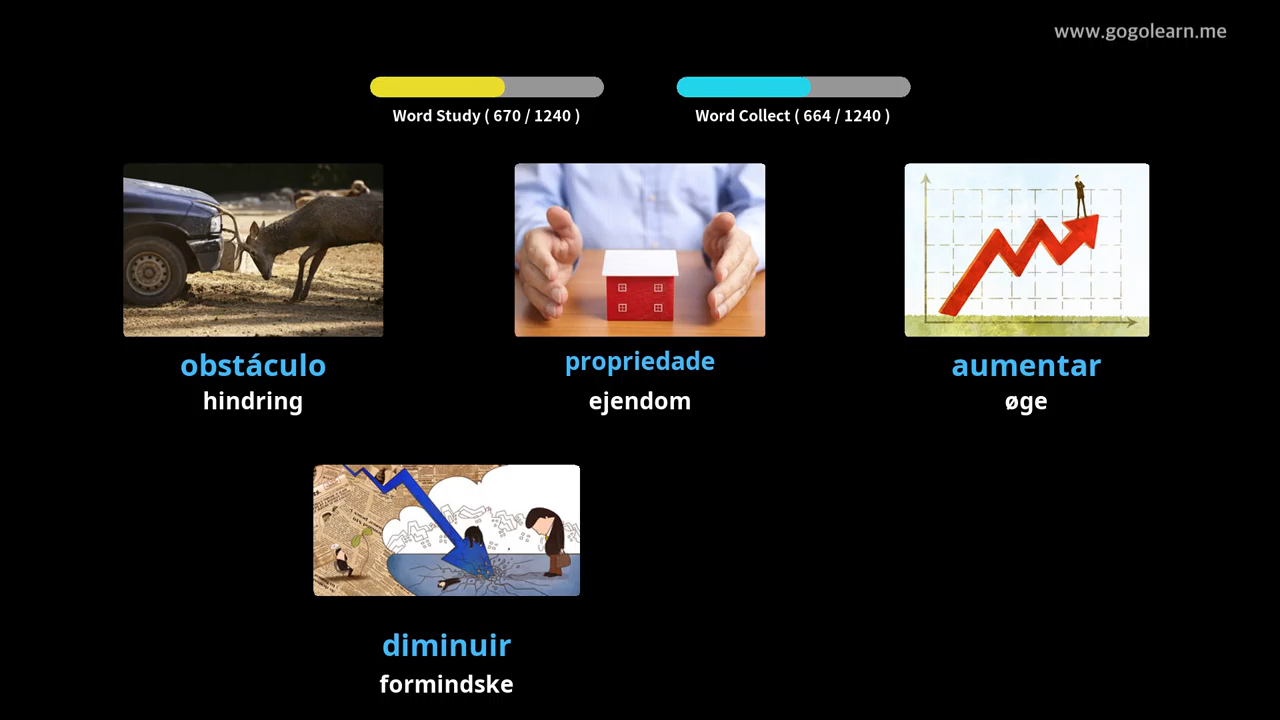 www.gogolearn.me
Word Study ( 670 / 1240 )
Word Collect ( 664 / 1240 )
obstáculo
hindring
propriedade
ejendom
aumentar
øge
diminuir
formindske